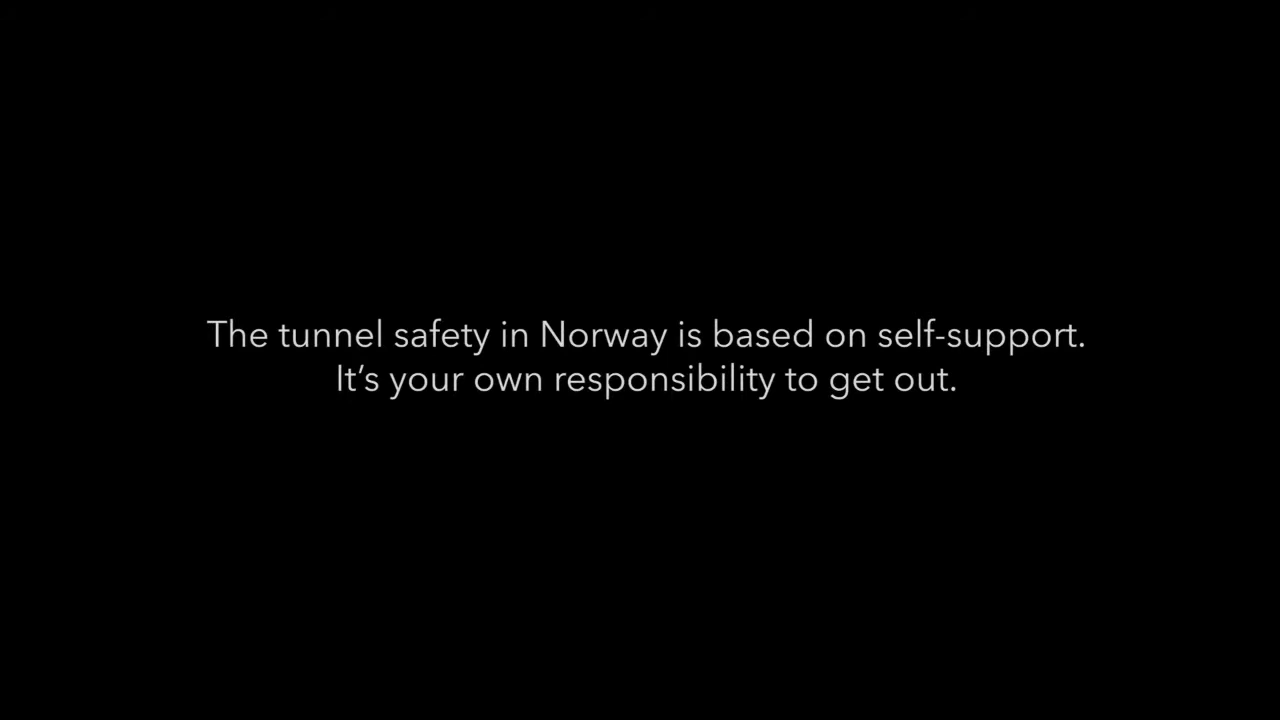 The tunnel safety in Norway is based on self-support.
It’s your own responsibility to get out.